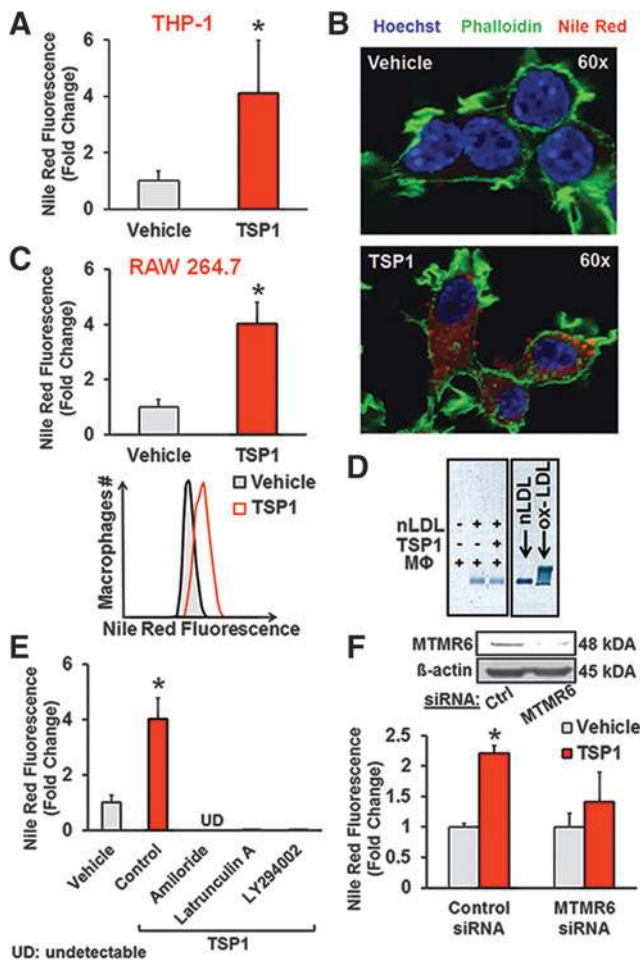 A
THP-1
Nile Red Fluorescence
(Fold Change)
6
4
2
0
*
Vehicle
TSP1
B
Hoechst Phalloidin Nile Red
Vehicle 60x
TSP1 60x
C
RAW 264.7
Nile Red Fluorescence
(Fold Change)
6
4
2
0
*
Vehicle
TSP1
Macrophages #
Vehicle
TSP1
Nile Red Fluorescence
D
nLDL - + +
TSP1 - - +
MΦ + + +
nLDL
ox-LDL
E
Nile Red Fluorescence
(Fold Change)
6
4
2
0
*
UD
Vehicle
Control
Amiloride
Latrunculin A
LY294002
TSP1
UD: undetectable
F
MTMR6 48 kDA
ß-actin 45 kDA
siRNA: Ctrl MTMR6
Vehicle
TSP1
Nile Red Fluorescence
(Fold Change)
2.5
2
1.5
1
0.5
0
*
Control
siRNA
MTMR6
siRNA